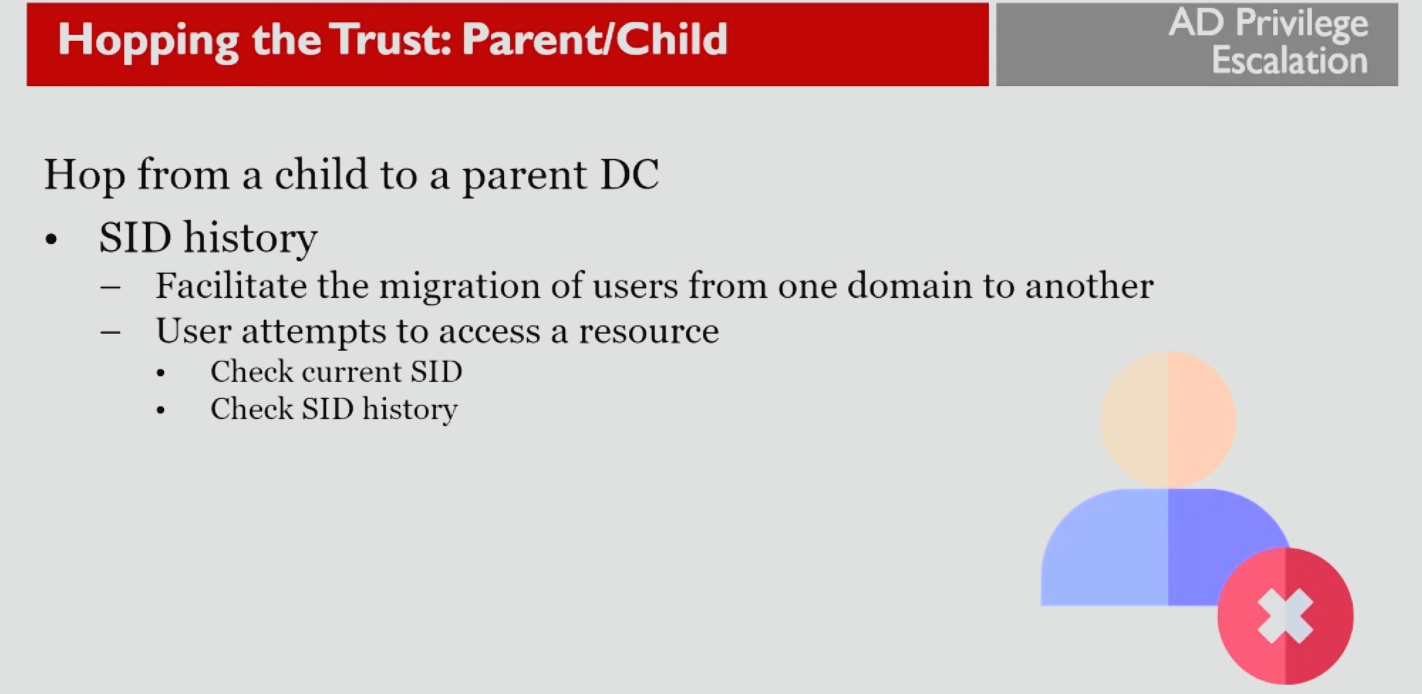 Hopping the Trust: Parent/Child
AD Privilege
Escalation
Hop from a child to a parent DC
• SID history
– Facilitate the migration of users from one domain to another
– User attempts to access a resource
• Check current SID
• Check SID history